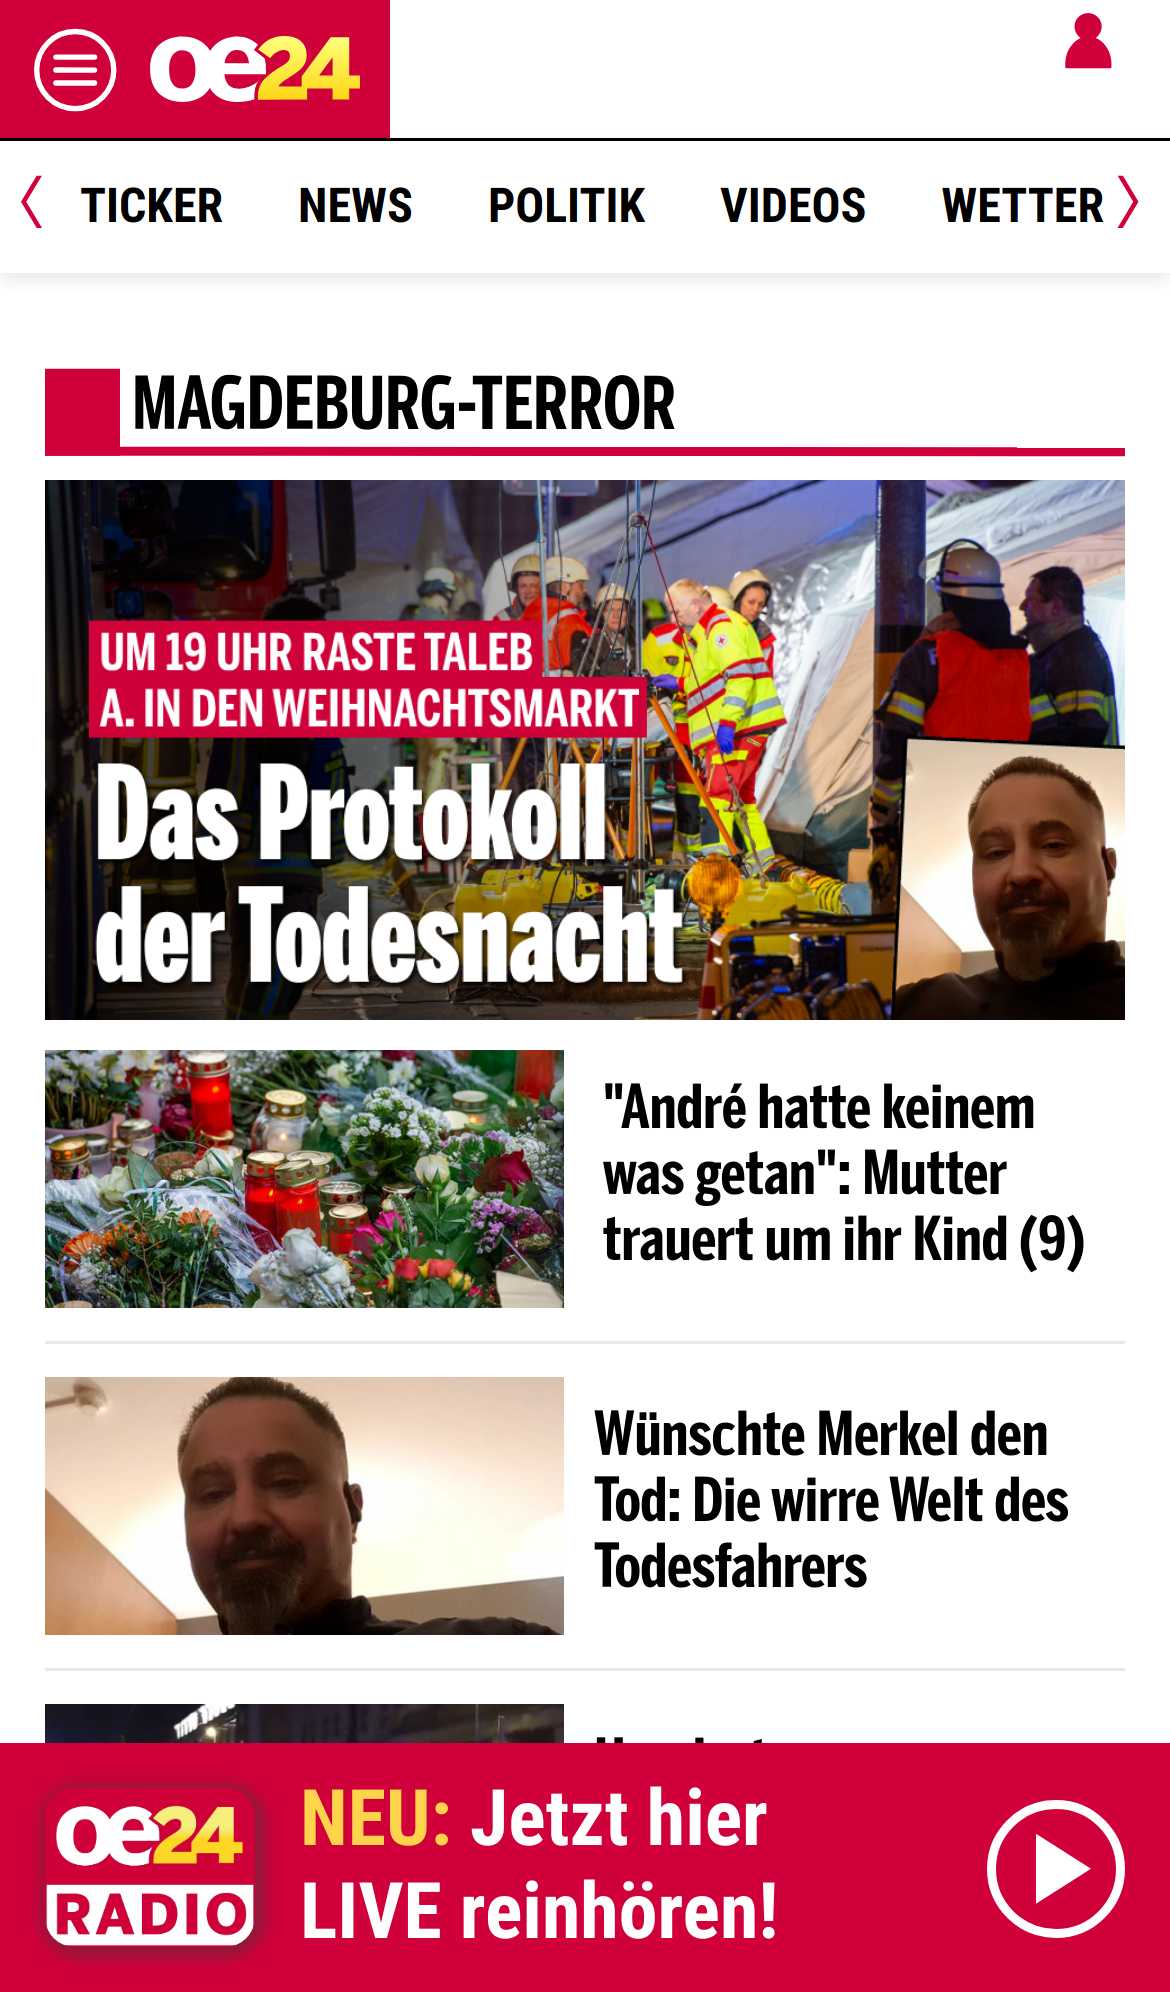 oe24
TICKER NEWS POLITIK VIDEOS WETTER
MAGDEBURG-TERROR
UM 19 UHR RASTE TALEB
A. IN DEN WEIHNACHTSMARKT
Das Protokoll
der Todesnacht
"André hatte keinem
was getan": Mutter
trauert um ihr Kind (9)
Wünschte Merkel den
Tod: Die wirre Welt des
Todesfahrers
oe24
RADIO
NEU: Jetzt hier
LIVE reinhören!